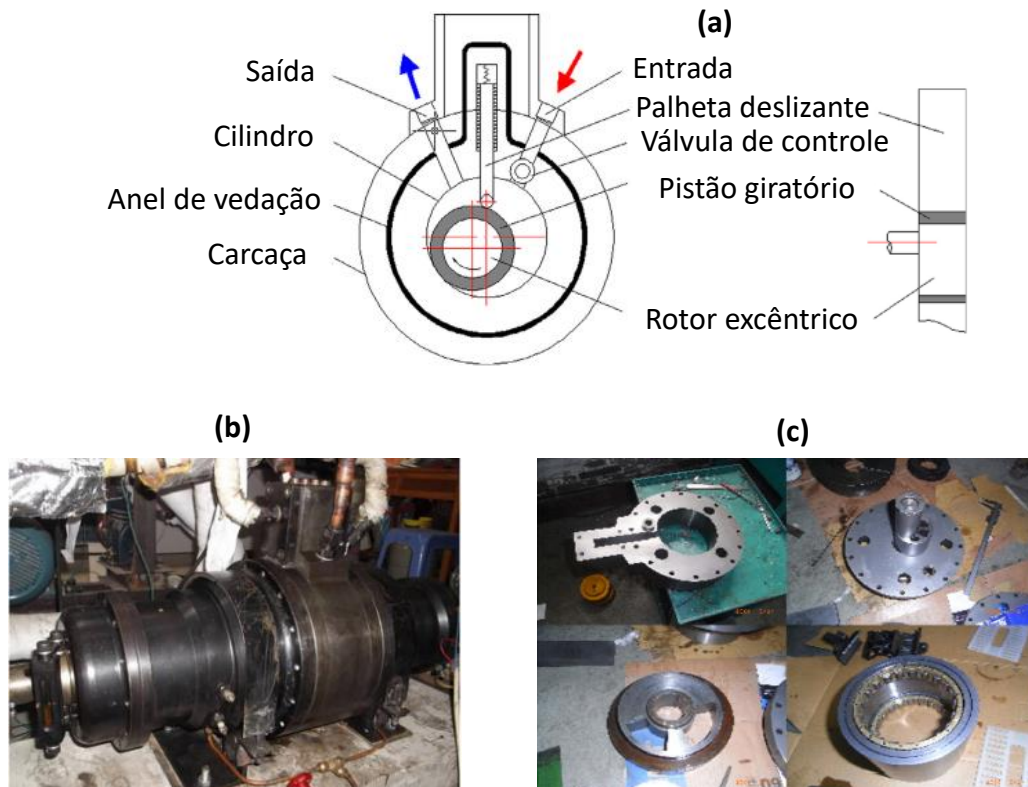 (a)
Saída
Entrada
Palheta deslizante
Cilindro
Válvula de controle
Anel de vedação
Pistão giratório
Carcaça
Rotor excêntrico
(b)
(c)